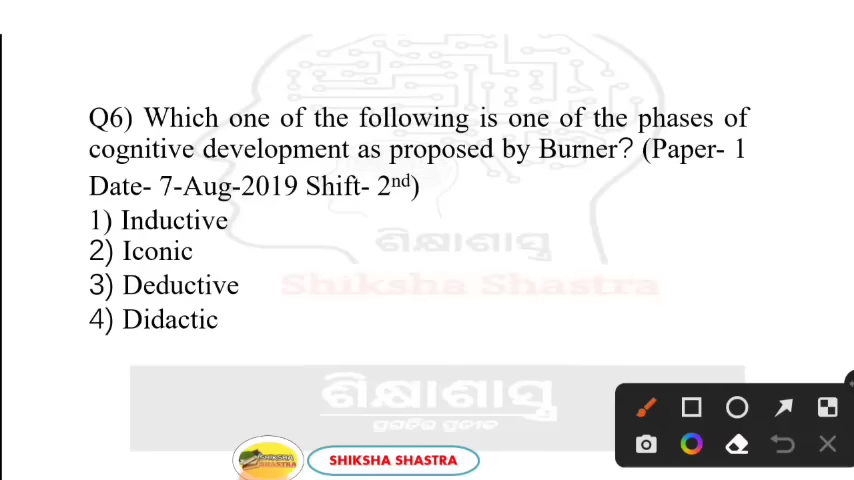 Q6) Which one of the following is one of the phases of
cognitive development as proposed by Burner? (Paper- 1
Date- 7-Aug-2019 Shift- 2nd)
1) Inductive
2) Iconic
3) Deductive
4) Didactic
ଶିକ୍ଷାଶାସ୍ତ୍ର
Shiksha Shastra
ଶିକ୍ଷାଶାସ୍ତ୍ର
SHIKSHA
SHASTRA
SHIKSHA SHASTRA